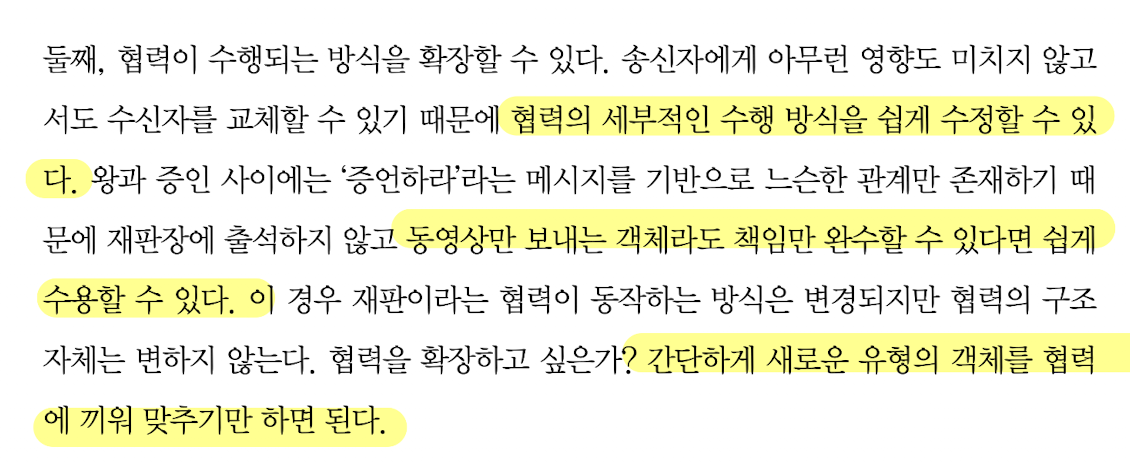 둘째, 협력이 수행되는 방식을 확장할 수 있다. 송신자에게 아무런 영향도 미치지 않고
서도 수신자를 교체할 수 있기 때문에 협력의 세부적인 수행 방식을 쉽게 수정할 수 있
다. 왕과 증인 사이에는 ‘증언하라’라는 메시지를 기반으로 느슨한 관계만 존재하기 때
문에 재판장에 출석하지 않고 동영상만 보내는 객체라도 책임만 완수할 수 있다면 쉽게
수용할 수 있다. 이 경우 재판이라는 협력이 동작하는 방식은 변경되지만 협력의 구조
자체는 변하지 않는다. 협력을 확장하고 싶은가? 간단하게 새로운 유형의 객체를 협력
에 끼워 맞추기만 하면 된다.